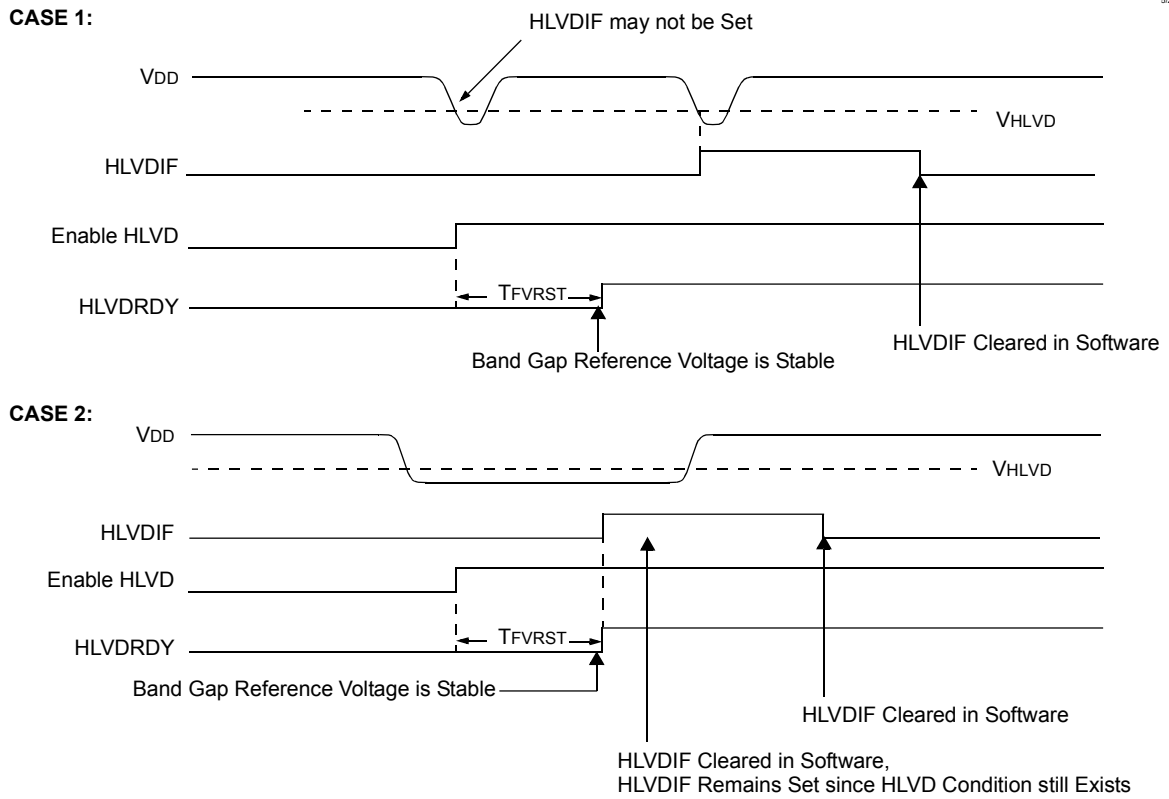 CASE 1:
HLVDIF may not be Set
VDD
VHLVD
HLVDIF
Enable HLVD
TFVRST
HLVDRDY
HLVDIF Cleared in Software
Band Gap Reference Voltage is Stable
CASE 2:
VDD
VHLVD
HLVDIF
Enable HLVD
TFVRST
HLVDRDY
Band Gap Reference Voltage is Stable
HLVDIF Cleared in Software
HLVDIF Cleared in Software,
HLVDIF Remains Set since HLVD Condition still Exists